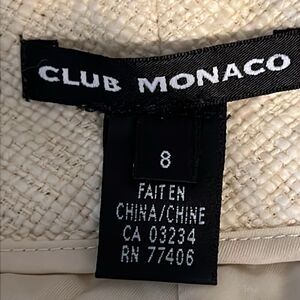 CLUB MONACO
8
FAIT EN
CHINA/CHINE
CA 03234
RN 77406